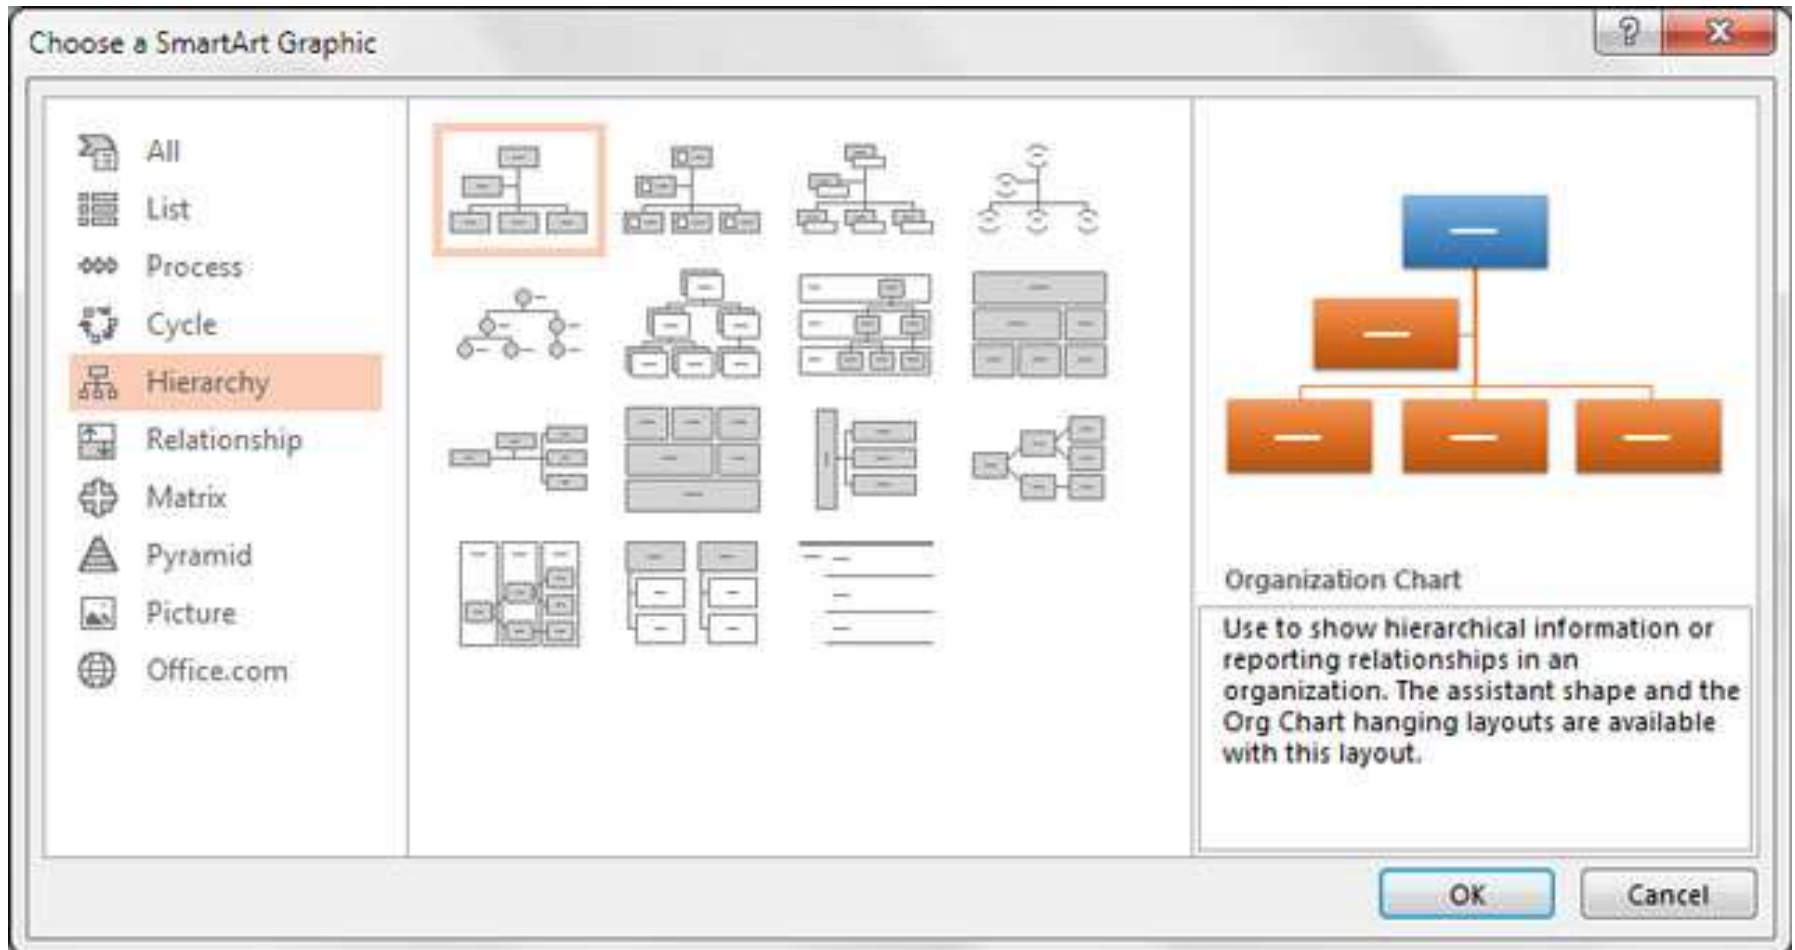 Choose a SmartArt Graphic
All
List
Process
Cycle
Hierarchy
Relationship
Matrix
Pyramid
Picture
Office.com
Organization Chart
Use to show hierarchical information or
reporting relationships in an
organization. The assistant shape and the
Org Chart hanging layouts are available
with this layout.
OK
Cancel